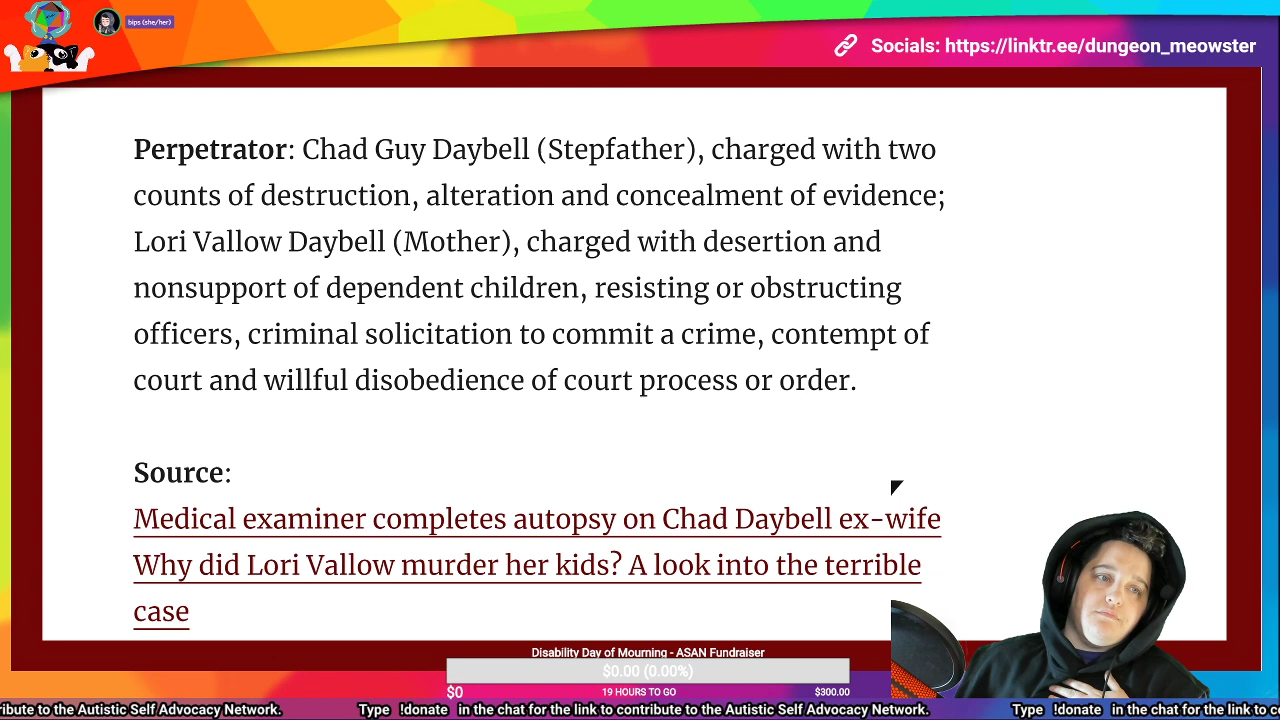 bips (she/her)
Socials: https://linktr.ee/dungeon_meowster
Perpetrator: Chad Guy Daybell (Stepfather), charged with two
counts of destruction, alteration and concealment of evidence;
Lori Vallow Daybell (Mother), charged with desertion and
nonsupport of dependent children, resisting or obstructing
officers, criminal solicitation to commit a crime, contempt of
court and willful disobedience of court process or order.
Source:
Medical examiner completes autopsy on Chad Daybell ex-wife
Why did Lori Vallow murder her kids? A look into the terrible
case
Disability Day of Mourning - ASAN Fundraiser
$0.00 (0.00%)
$0 19 HOURS TO GO $300.00
ribute to the Autistic Self Advocacy Network. Type !donate in the chat for the link to contribute to the Autistic Self Advocacy Network. Type !donate in the chat for the link to c